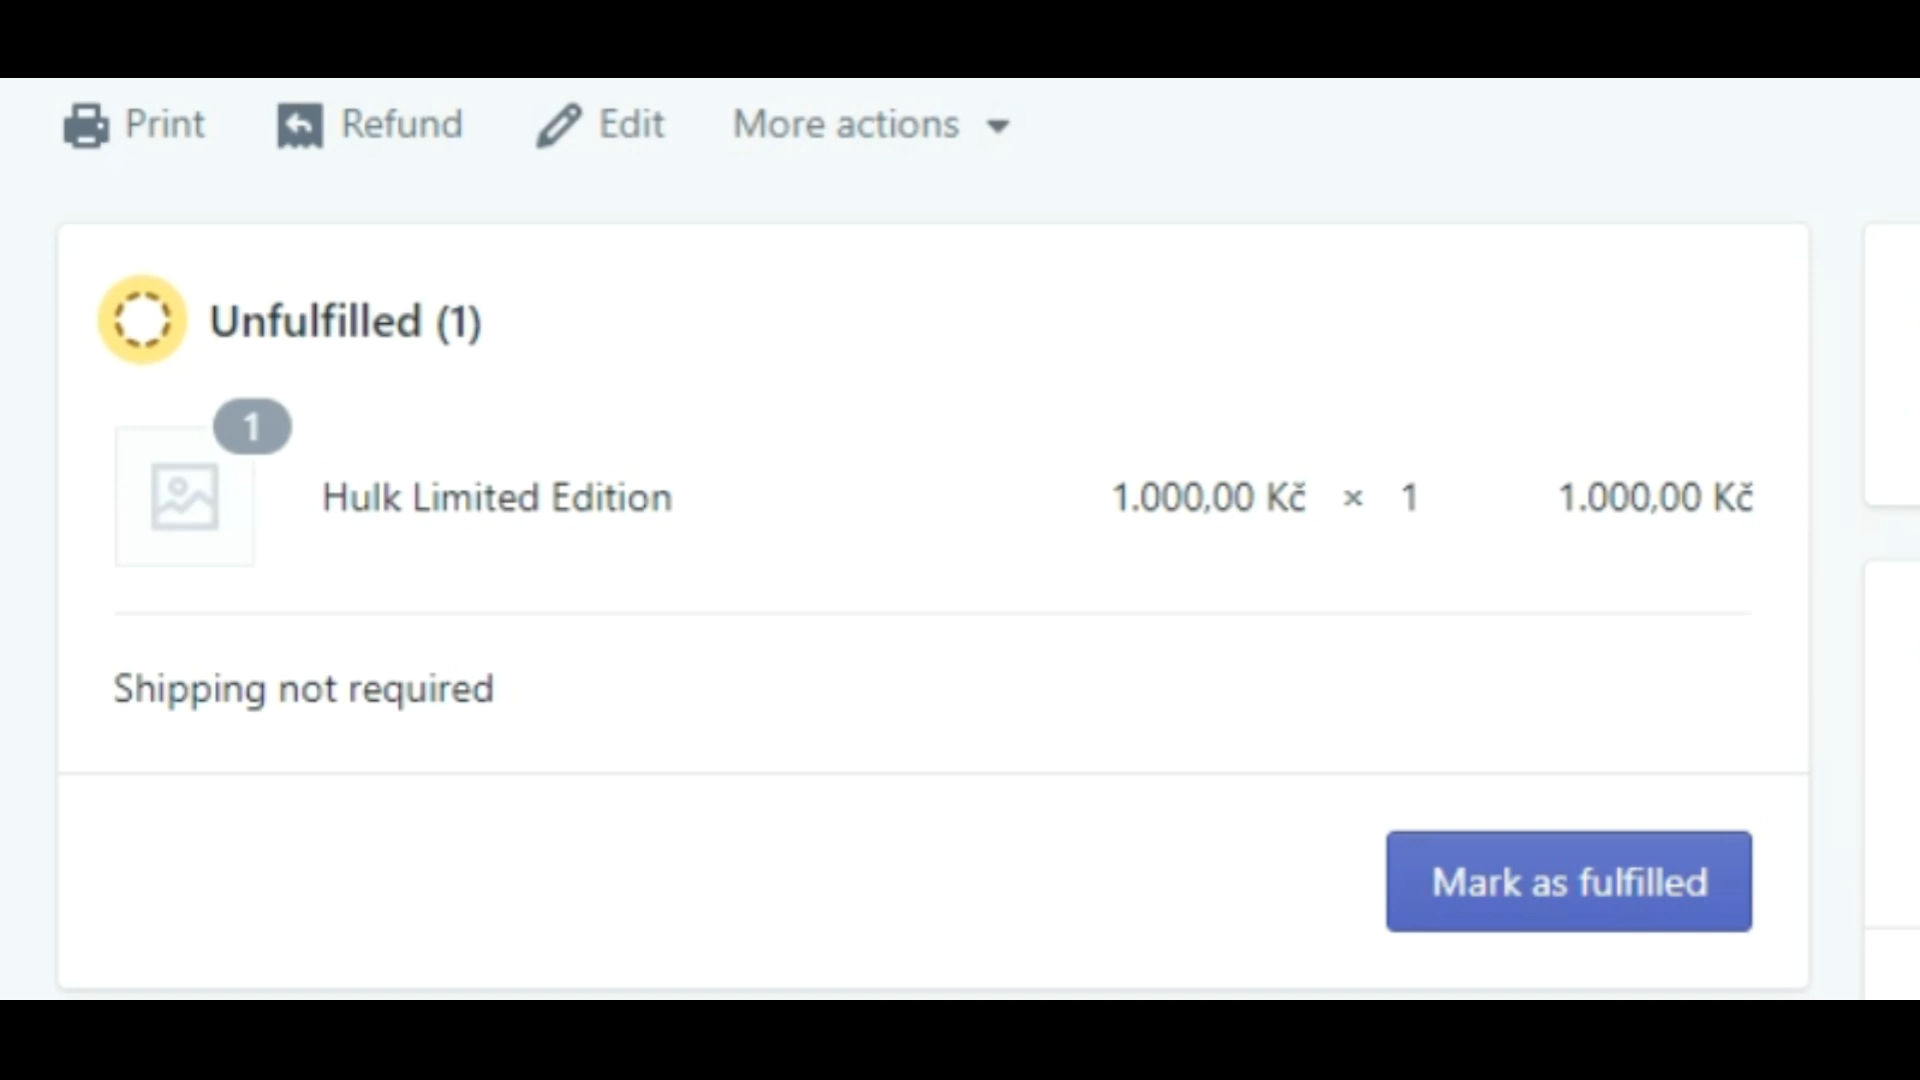 Print Refund Edit More actions
Unfulfilled (1)
1
Hulk Limited Edition 1.000,00 Kč × 1 1.000,00 Kč
Shipping not required
Mark as fulfilled